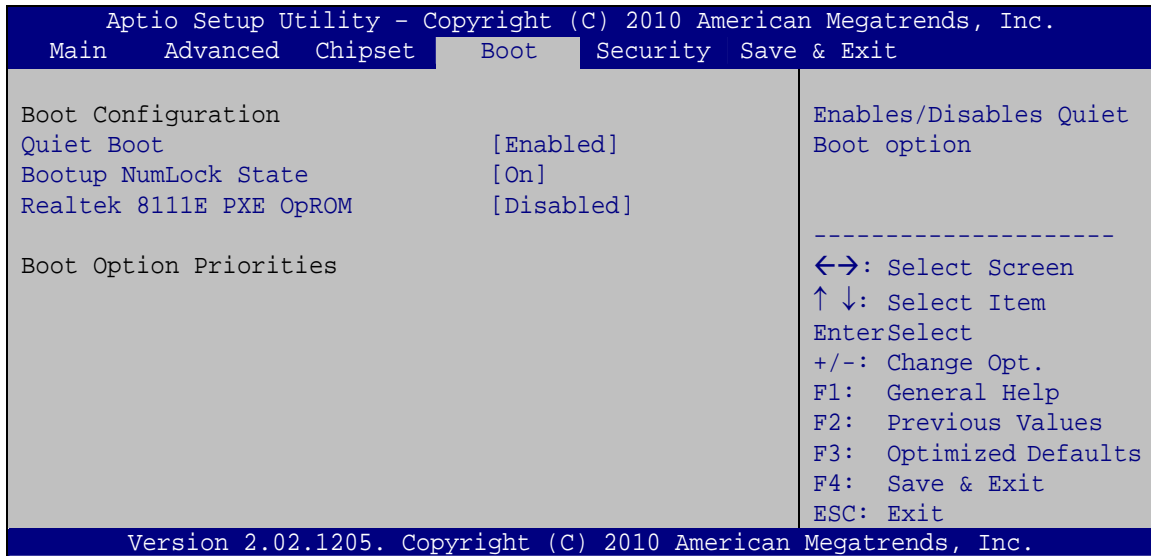 Aptio Setup Utility – Copyright (C) 2010 American Megatrends, Inc.
Main Advanced Chipset Boot Security Save & Exit
Boot Configuration
Quiet Boot [Enabled]
Bootup NumLock State [On]
Realtek 8111E PXE OpROM [Disabled]
Boot Option Priorities
Enables/Disables Quiet
Boot option
---------------------
←→: Select Screen
↑ ↓: Select Item
EnterSelect
+/-: Change Opt.
F1: General Help
F2: Previous Values
F3: Optimized Defaults
F4: Save & Exit
ESC: Exit
Version 2.02.1205. Copyright (C) 2010 American Megatrends, Inc.